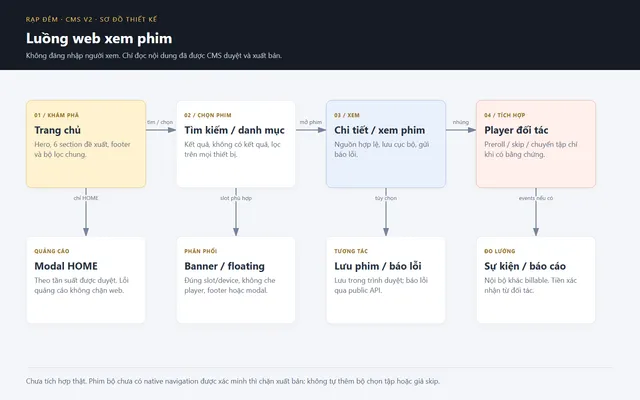 RẠP ĐÊM · CMS V2 · SƠ ĐỒ THIẾT KẾ
Luồng web xem phim
Không đăng nhập người xem. Chỉ đọc nội dung đã được CMS duyệt và xuất bản.
01 / KHÁM PHÁ
Trang chủ
Hero, 6 section đề xuất, footer
và bộ lọc chung.
tìm / chọn
02 / CHỌN PHIM
Tìm kiếm / danh mục
Kết quả, không có kết quả, lọc
trên mọi thiết bị.
mở phim
03 / XEM
Chi tiết / xem phim
Nguồn hợp lệ, lưu cục bộ, gửi
báo lỗi.
nhúng
04 / TÍCH HỢP
Player đối tác
Preroll / skip / chuyển tập chỉ
khi có bằng chứng.
chỉ HOME
slot phù hợp
tùy chọn
events nếu có
QUẢNG CÁO
Modal HOME
Theo tần suất được duyệt. Lỗi
quảng cáo không chặn web.
PHÂN PHỐI
Banner / floating
Đúng slot/device, không che
player, footer hoặc modal.
TƯƠNG TÁC
Lưu phim / báo lỗi
Lưu trong trình duyệt; báo lỗi
qua public API.
ĐO LƯỜNG
Sự kiện / báo cáo
Nội bộ khác billable. Tiền xác
nhận từ đối tác.
Chưa tích hợp thật. Phim bộ chưa có native navigation được xác minh thì chặn xuất bản; không tự thêm bộ chọn tập hoặc giả skip.